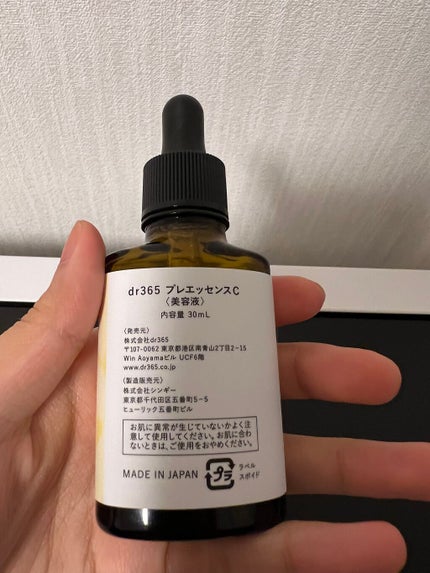 dr365 プレエッセンスC
〈美容液〉
内容量 30mL
〈発売元〉
株式会社dr365
〒107-0062 東京都港区南青山2丁目2-15
Win Aoyamaビル UCF6階
www.dr365.co.jp
〈製造販売元〉
株式会社シンギー
東京都千代田区五番町5-5
ヒューリック五番町ビル
お肌に異常が生じていないかよく注
意して使用してください。お肌に合わ
ないときは、ご使用をおやめください。
MADE IN JAPAN
プラ
ラベル
スポイド